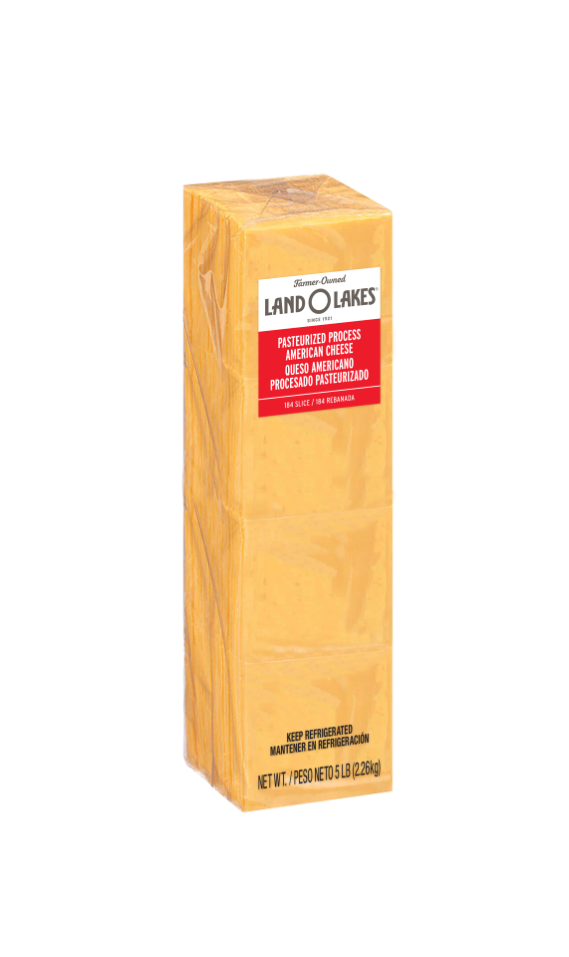 Farmer-Owned
LAND O LAKES®
SINCE 1921
PASTEURIZED PROCESS
AMERICAN CHEESE
QUESO AMERICANO
PROCESADO PASTEURIZADO
184 SLICE / 184 REBANADA
KEEP REFRIGERATED
MANTENER EN REFRIGERACIÓN
NET WT. / PESO NETO 5 LB (2.26kg)